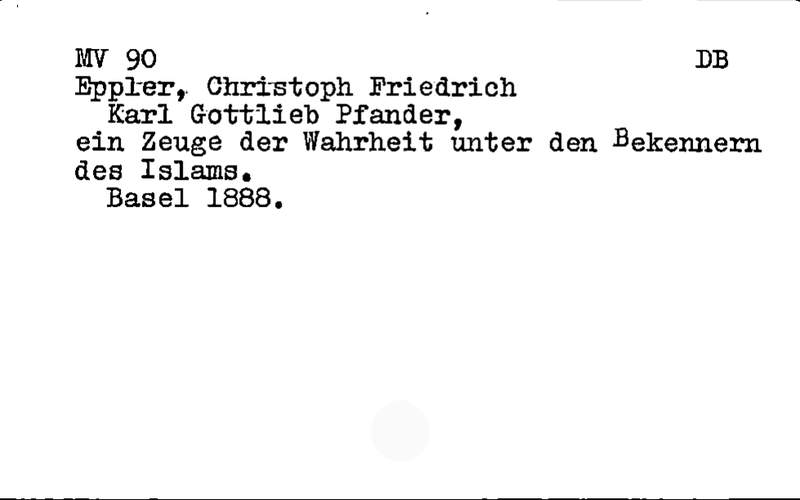 MV 90 DB
Eppler, Christoph Friedrich
Karl Gottlieb Pfander,
ein Zeuge der Wahrheit unter den Bekennern
des Islams.
Basel 1888.